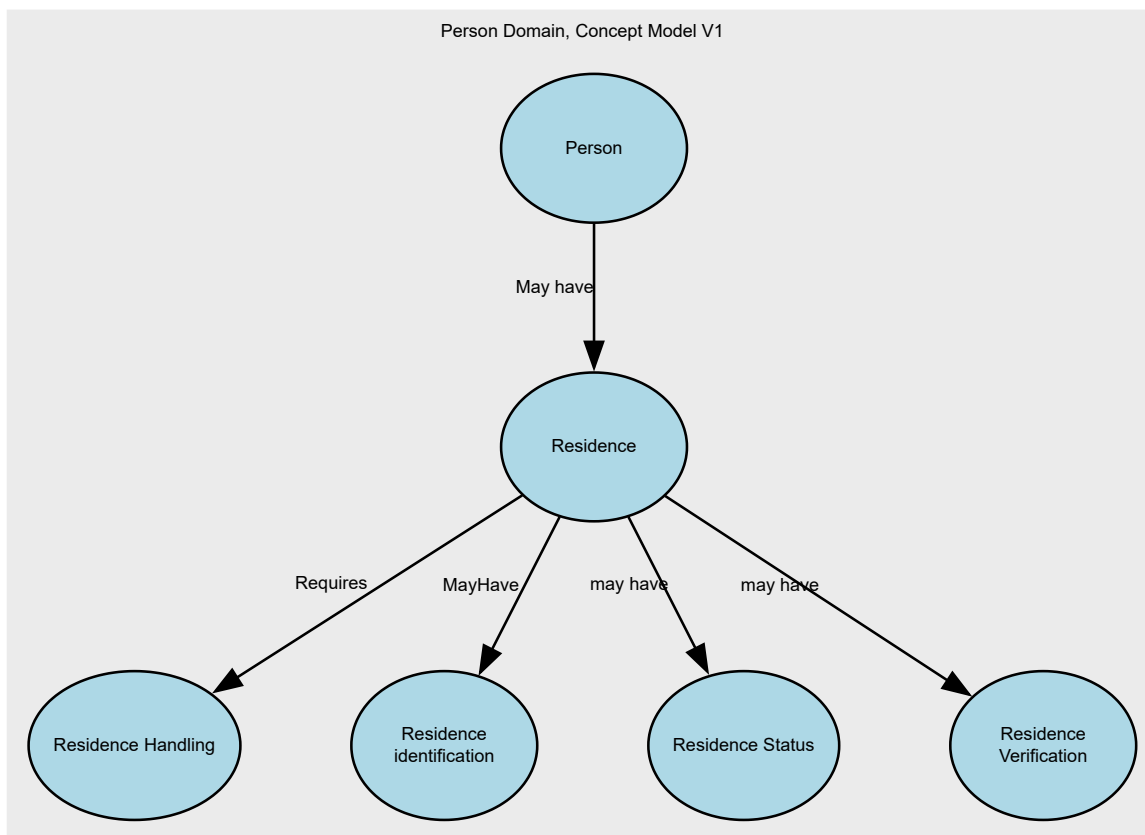 Person Domain, Concept Model V1
Person
May have
Residence
Requires
MayHave
may have
may have
Residence Handling
Residence
identification
Residence Status
Residence
Verification